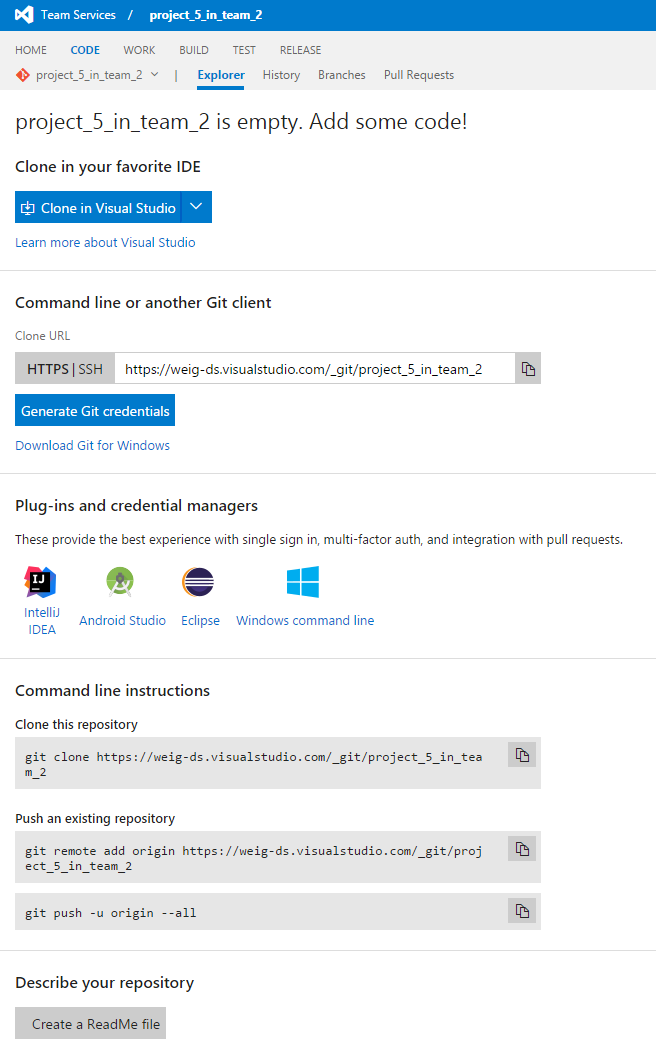 Team Services / project_5_in_team_2
HOME CODE WORK BUILD TEST RELEASE
project_5_in_team_2 | Explorer History Branches Pull Requests
project_5_in_team_2 is empty. Add some code!
Clone in your favorite IDE
Clone in Visual Studio
Learn more about Visual Studio
Command line or another Git client
Clone URL
HTTPS | SSH https://weig-ds.visualstudio.com/_git/project_5_in_team_2
Generate Git credentials
Download Git for Windows
Plug-ins and credential managers
These provide the best experience with single sign in, multi-factor auth, and integration with pull requests.
IJ
IntelliJ
IDEA
Android Studio
Eclipse
Windows command line
Command line instructions
Clone this repository
git clone https://weig-ds.visualstudio.com/_git/project_5_in_tea
m_2
Push an existing repository
git remote add origin https://weig-ds.visualstudio.com/_git/proj
ect_5_in_team_2
git push -u origin --all
Describe your repository
Create a ReadMe file